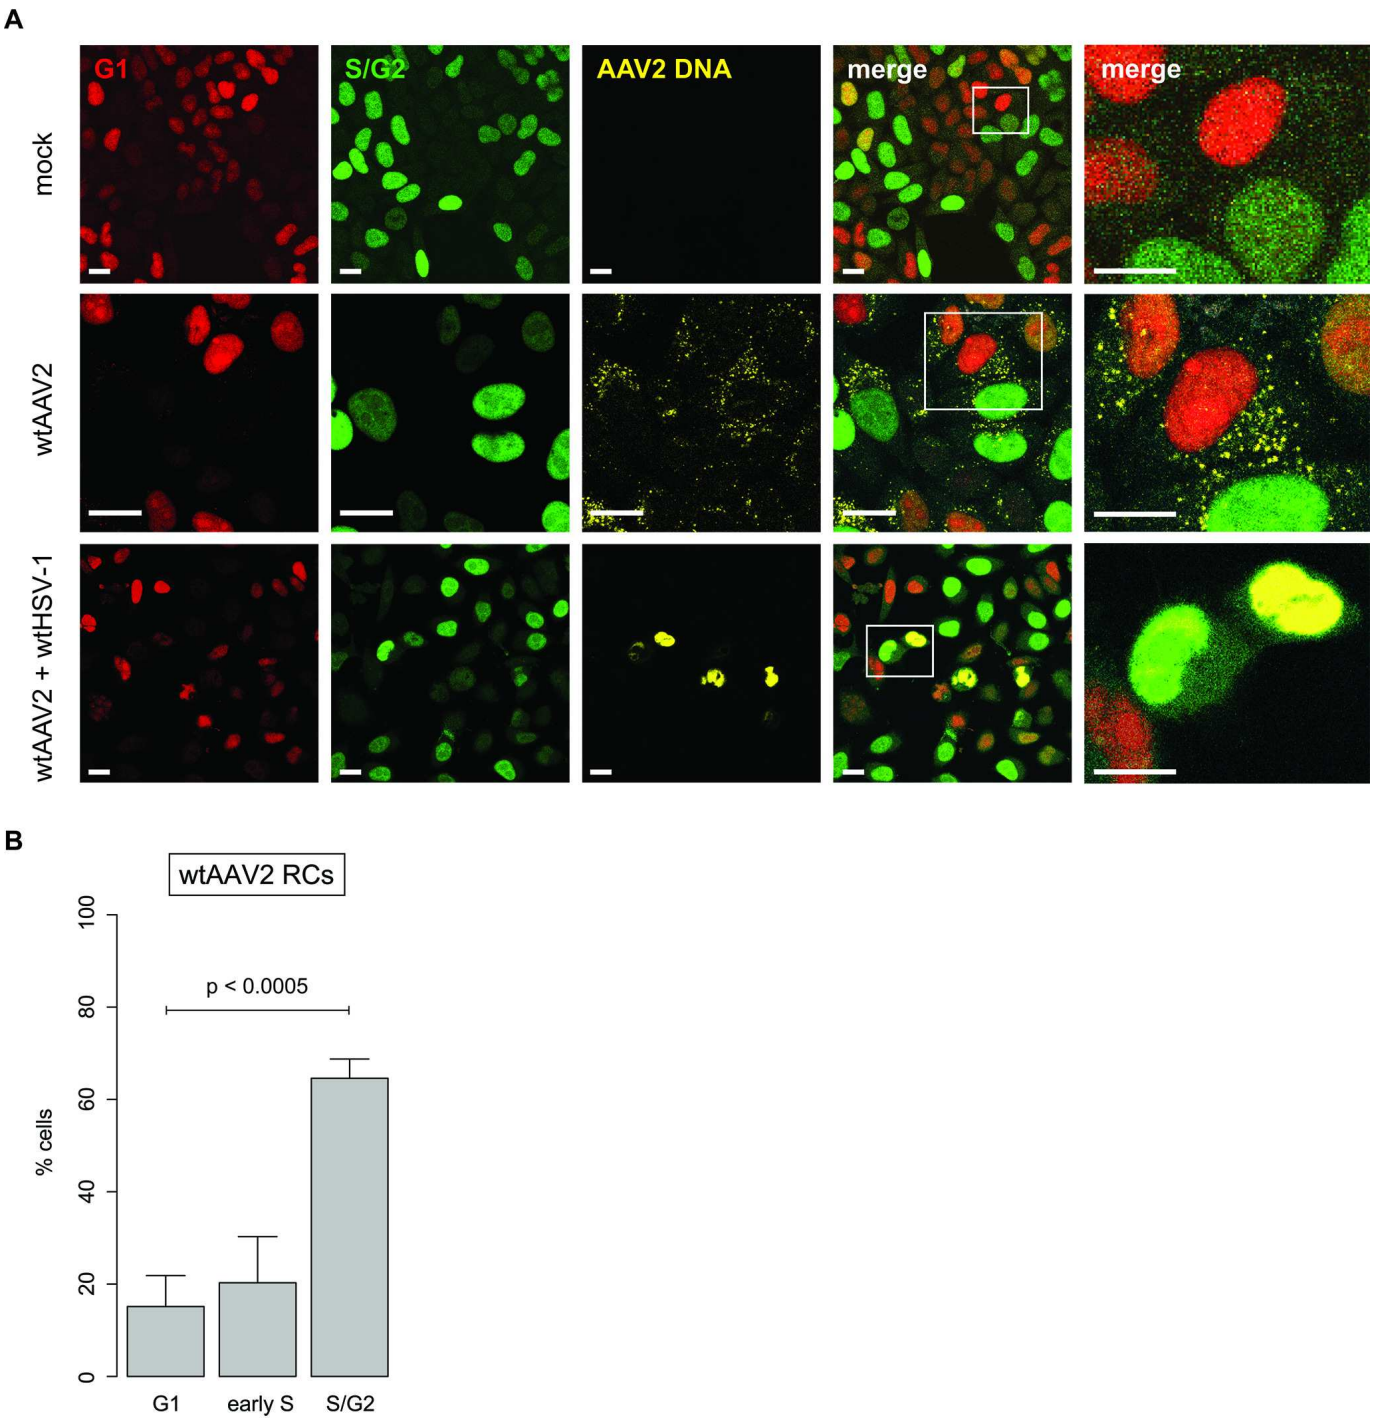 A
G1
S/G2
AAV2 DNA
merge
merge
mock
wtAAV2
wtAAV2 + wtHSV-1
B
wtAAV2 RCs
p < 0.0005
% cells
100
80
60
40
20
0
G1
early S
S/G2